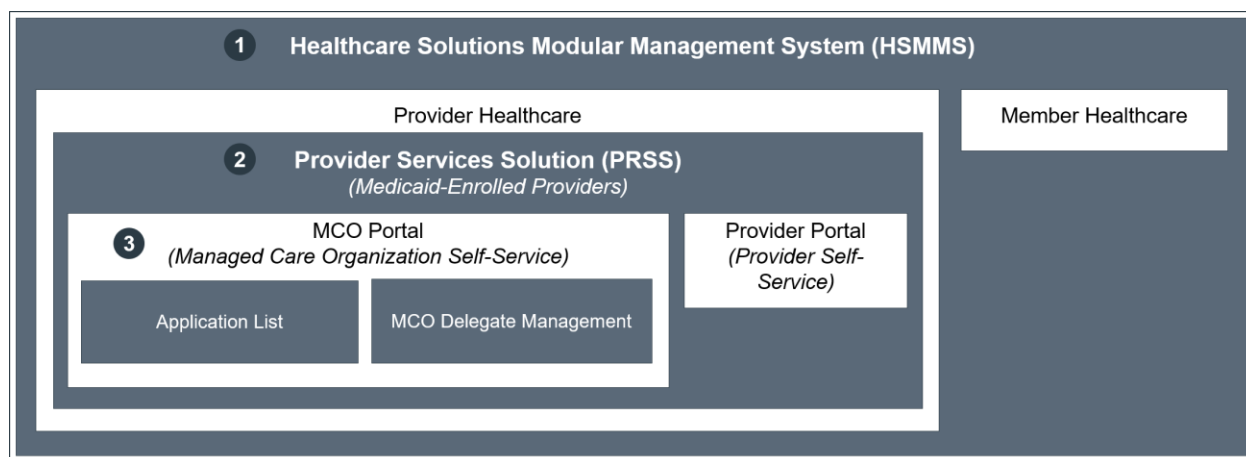 1 Healthcare Solutions Modular Management System (HSMMS)
Provider Healthcare
Member Healthcare
2 Provider Services Solution (PRSS)
(Medicaid-Enrolled Providers)
3 MCO Portal
(Managed Care Organization Self-Service)
Provider Portal
(Provider Self-
Service)
Application List
MCO Delegate Management